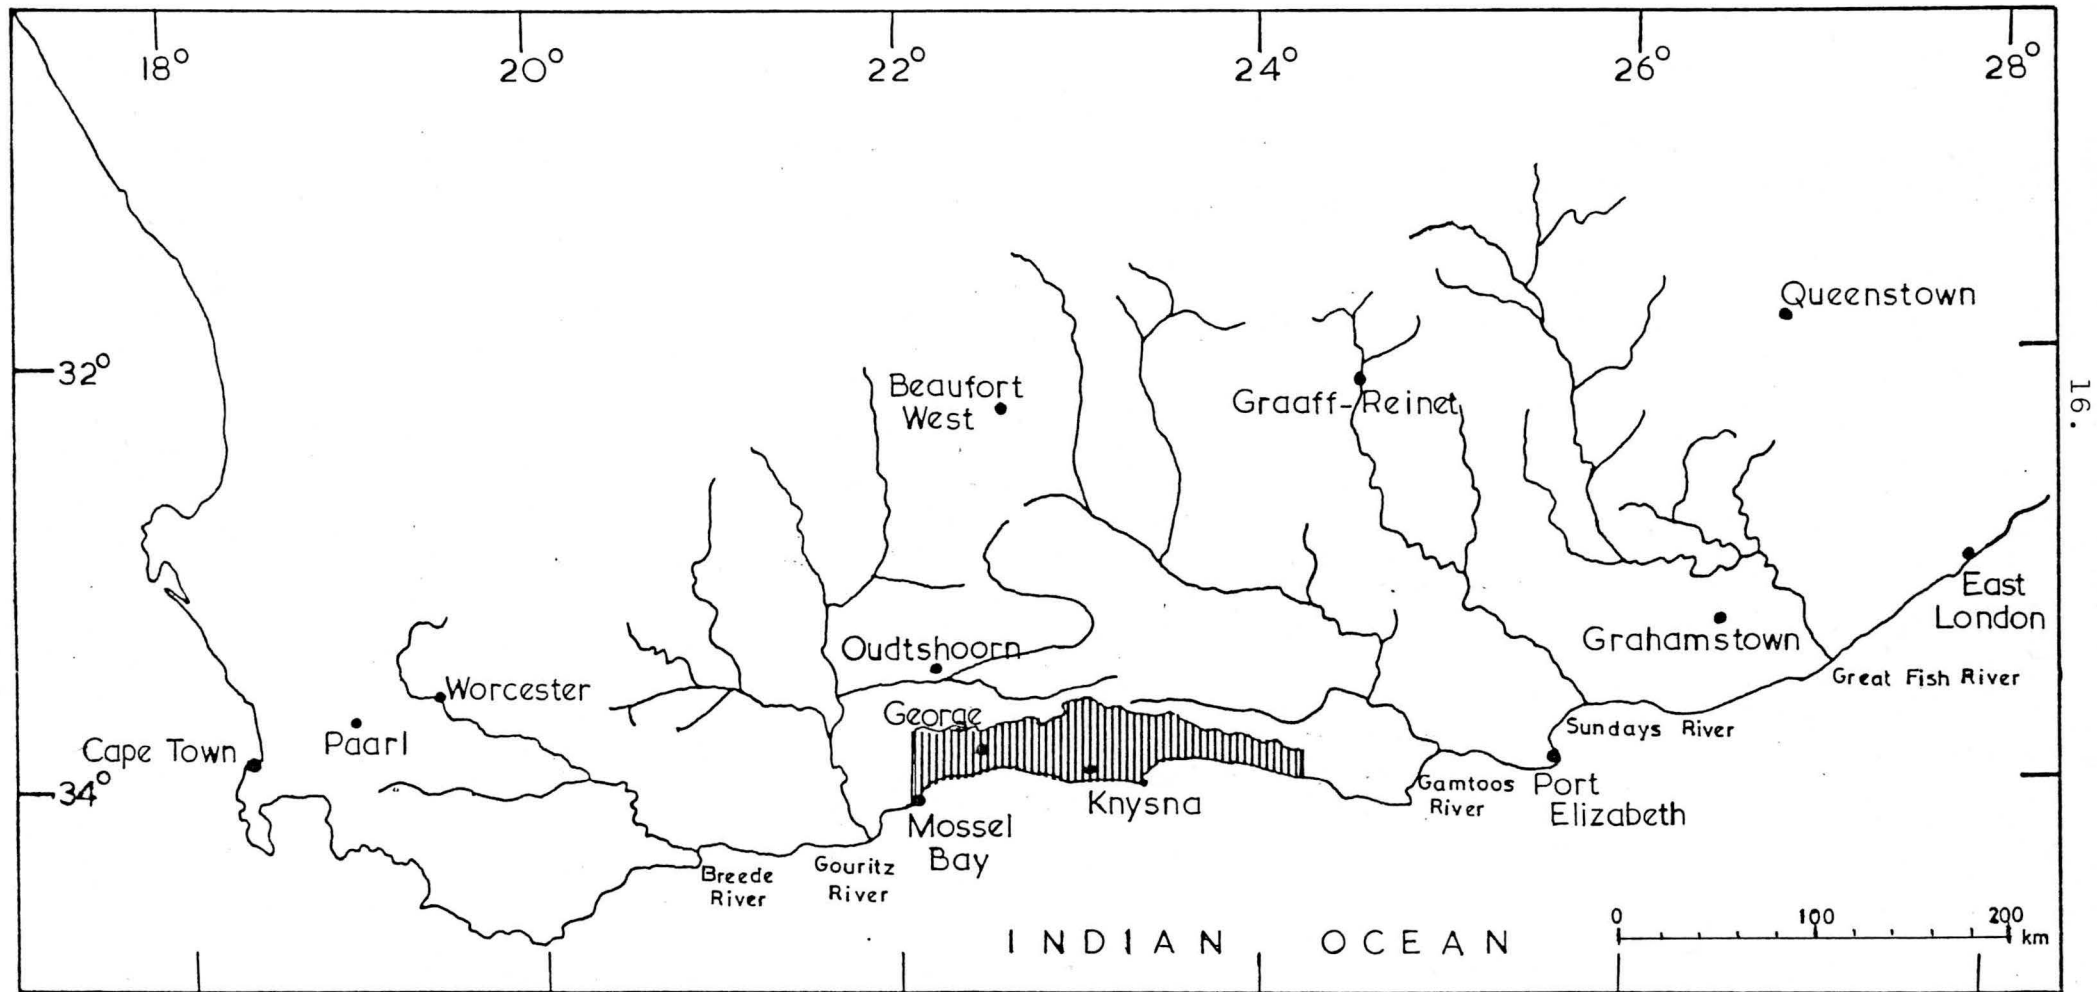 18°
20°
22°
24°
26°
28°
Queenstown
32°
Beaufort
West
Graaff-Reinet
16.
East
London
Oudtshoorn
Grahamstown
Worcester
Great Fish River
George
Sundays River
Cape Town
Paarl
34°
Knysna
Gamtoos
River
Port
Elizabeth
Mossel
Bay
Breede
River
Gouritz
River
INDIAN OCEAN
0 100 200
km